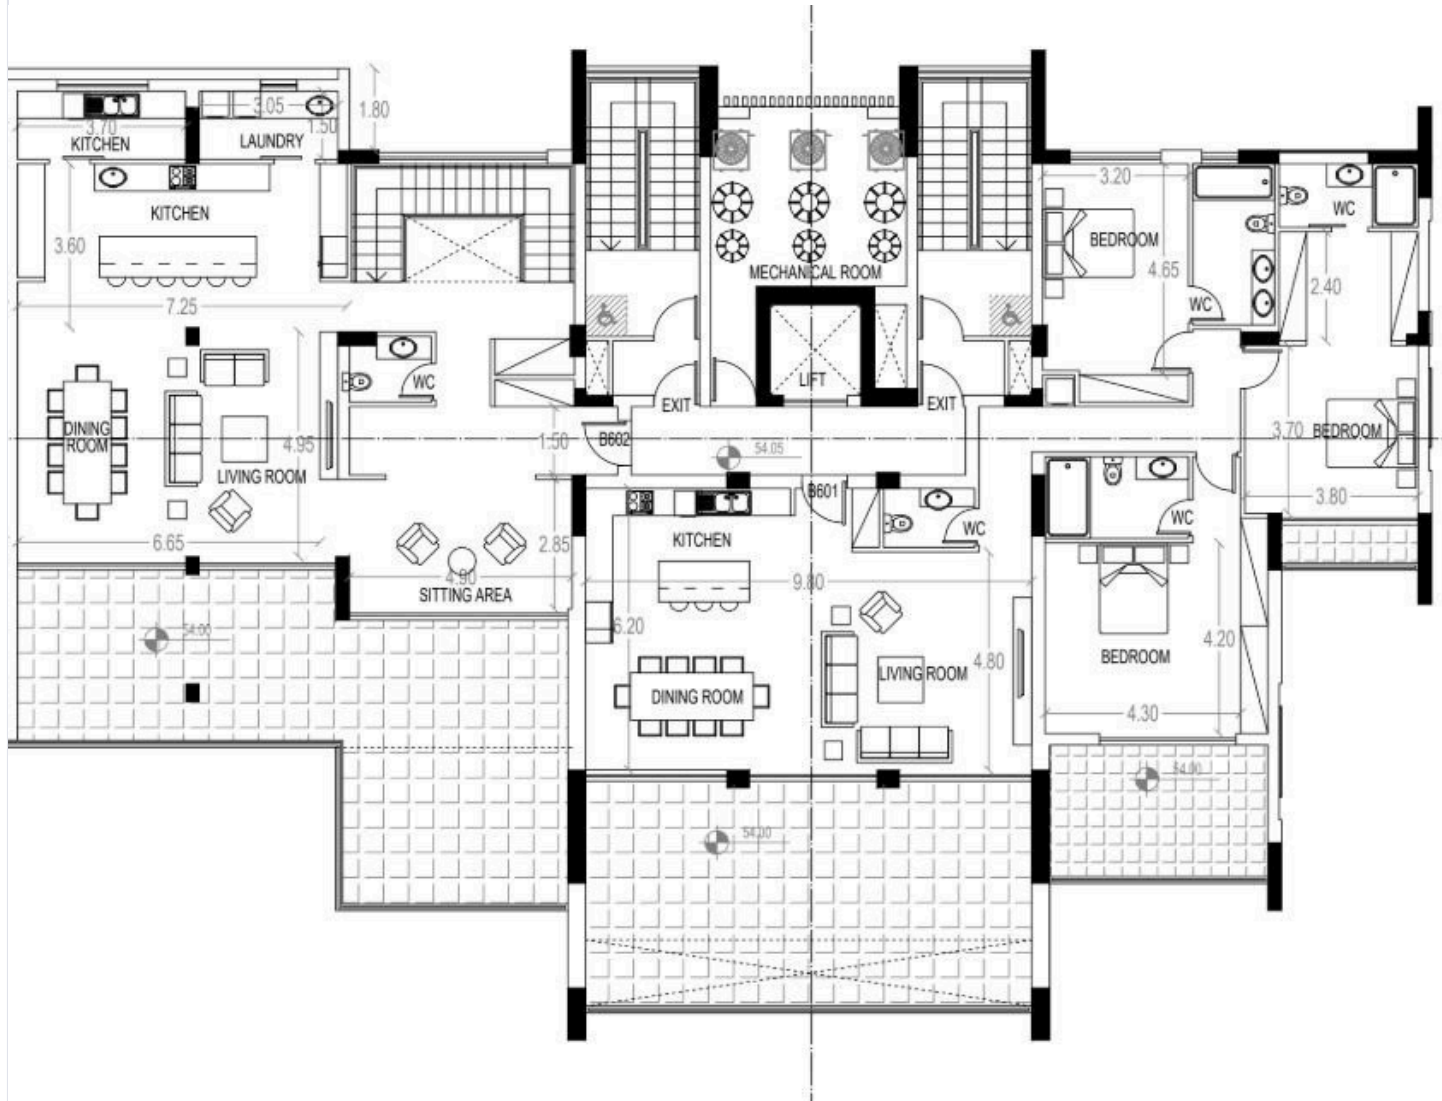 3.05
1.80
3.70
1.50
KITCHEN
LAUNDRY
3.20
WC
KITCHEN
BEDROOM
3.60
4.65
MECHANICAL ROOM
2.40
7.25
WC
WC
LIFT
EXIT
EXIT
DINING
ROOM
4.95
1.50
B602
54.05
3.70
BEDROOM
LIVING ROOM
B601
3.80
WC
WC
6.65
2.85
KITCHEN
4.90
9.80
SITTING AREA
54.00
6.20
4.20
4.80
BEDROOM
LIVING ROOM
DINING ROOM
4.30
54.00
54.00